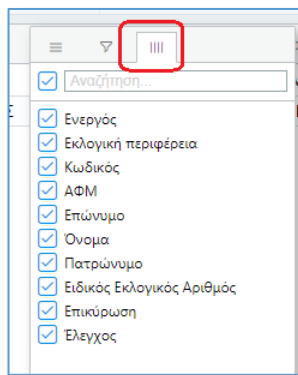 Αναζήτηση...
Σ
Ενεργός
Εκλογική περιφέρεια
Κωδικός
ΑΦΜ
Επώνυμο
Όνομα
Πατρώνυμο
Ειδικός Εκλογικός Αριθμός
Επικύρωση
Έλεγχος